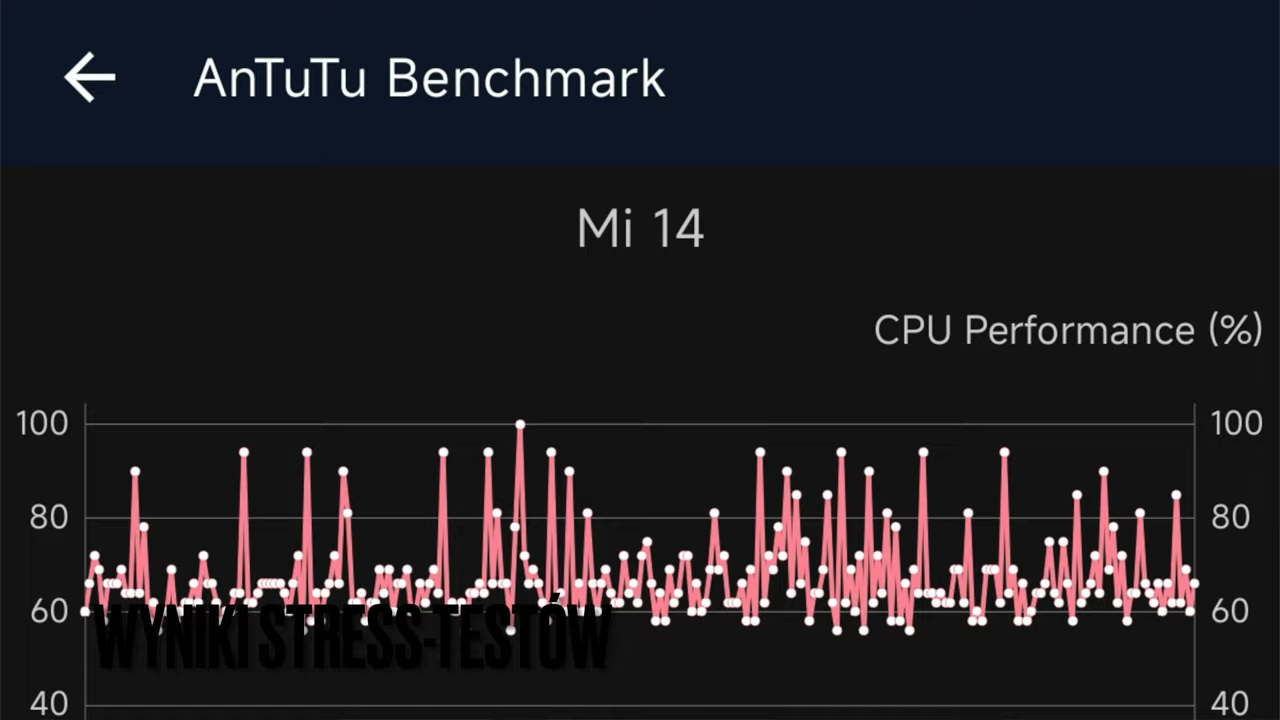 AnTuTu Benchmark
Mi 14
CPU Performance (%)
100 100
80 80
60 60
WYNIKI STRESS-TESTÓW
40 40